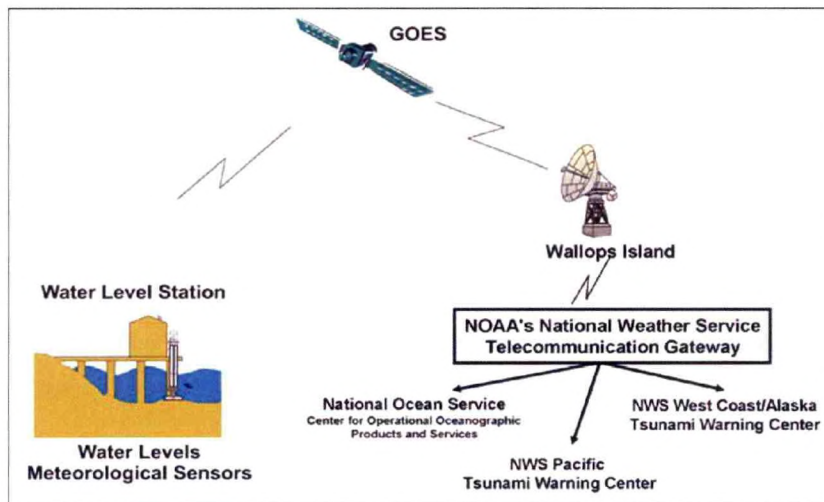 GOES
Wallops Island
Water Level Station
NOAA's National Weather Service
Telecommunication Gateway
National Ocean Service
Center for Operational Oceanographic
Products and Services
NWS West Coast/Alaska
Tsunami Warning Center
Water Levels
Meteorological Sensors
NWS Pacific
Tsunami Warning Center